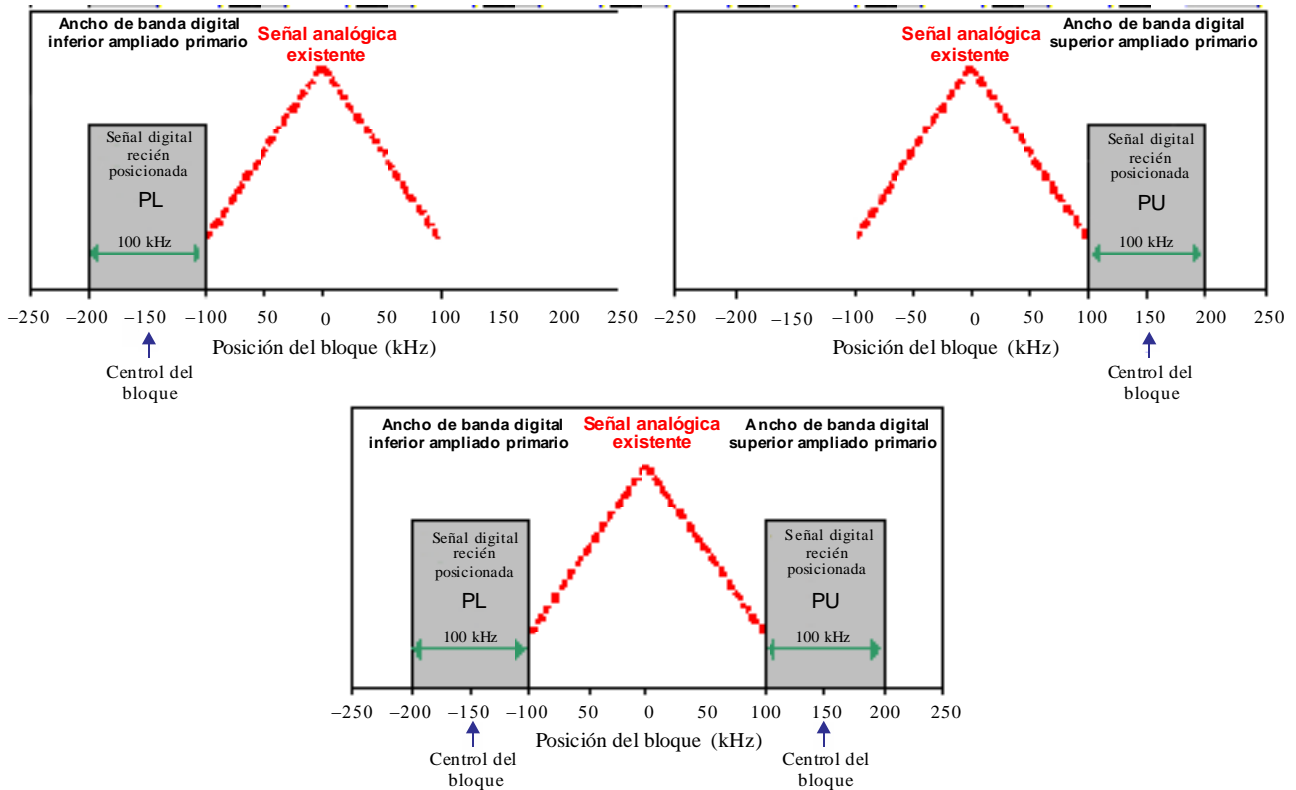 Ancho de banda digital
inferior ampliado primario
Señal analógica
existente
Señal digital
recién
posicionada
PL
100 kHz
–250 –200 –150 –100 50 0 50 100 150 200 250
Posición del bloque (kHz)
Centrol del
bloque
Señal analógica
existente
Ancho de banda digital
superior ampliado primario
Señal digital
recién
posicionada
PU
100 kHz
–250 –200 –150 –100 –50 0 50 100 150 200 250
Posición del bloque (kHz)
Centrol del
bloque
Ancho de banda digital
inferior ampliado primario
Señal analógica
existente
Ancho de banda digital
superior ampliado primario
Señal digital
recién
posicionada
PL
100 kHz
Señal digital
recién
posicionada
PU
100 kHz
–250 –200 –150 –100 50 0 50 100 150 200 250
Posición del bloque (kHz)
Centrol del
bloque
Centrol del
bloque